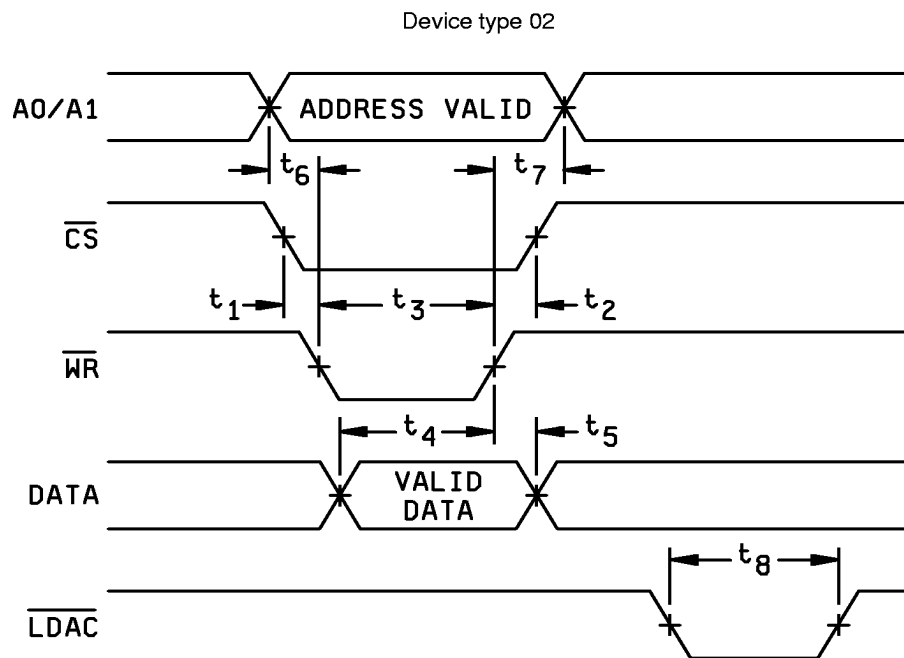 Device type 02
A0/A1 ADDRESS VALID
t6 t7
CS
t1 t3 t2
WR
t4 t5
DATA VALID DATA
t8
LDAC